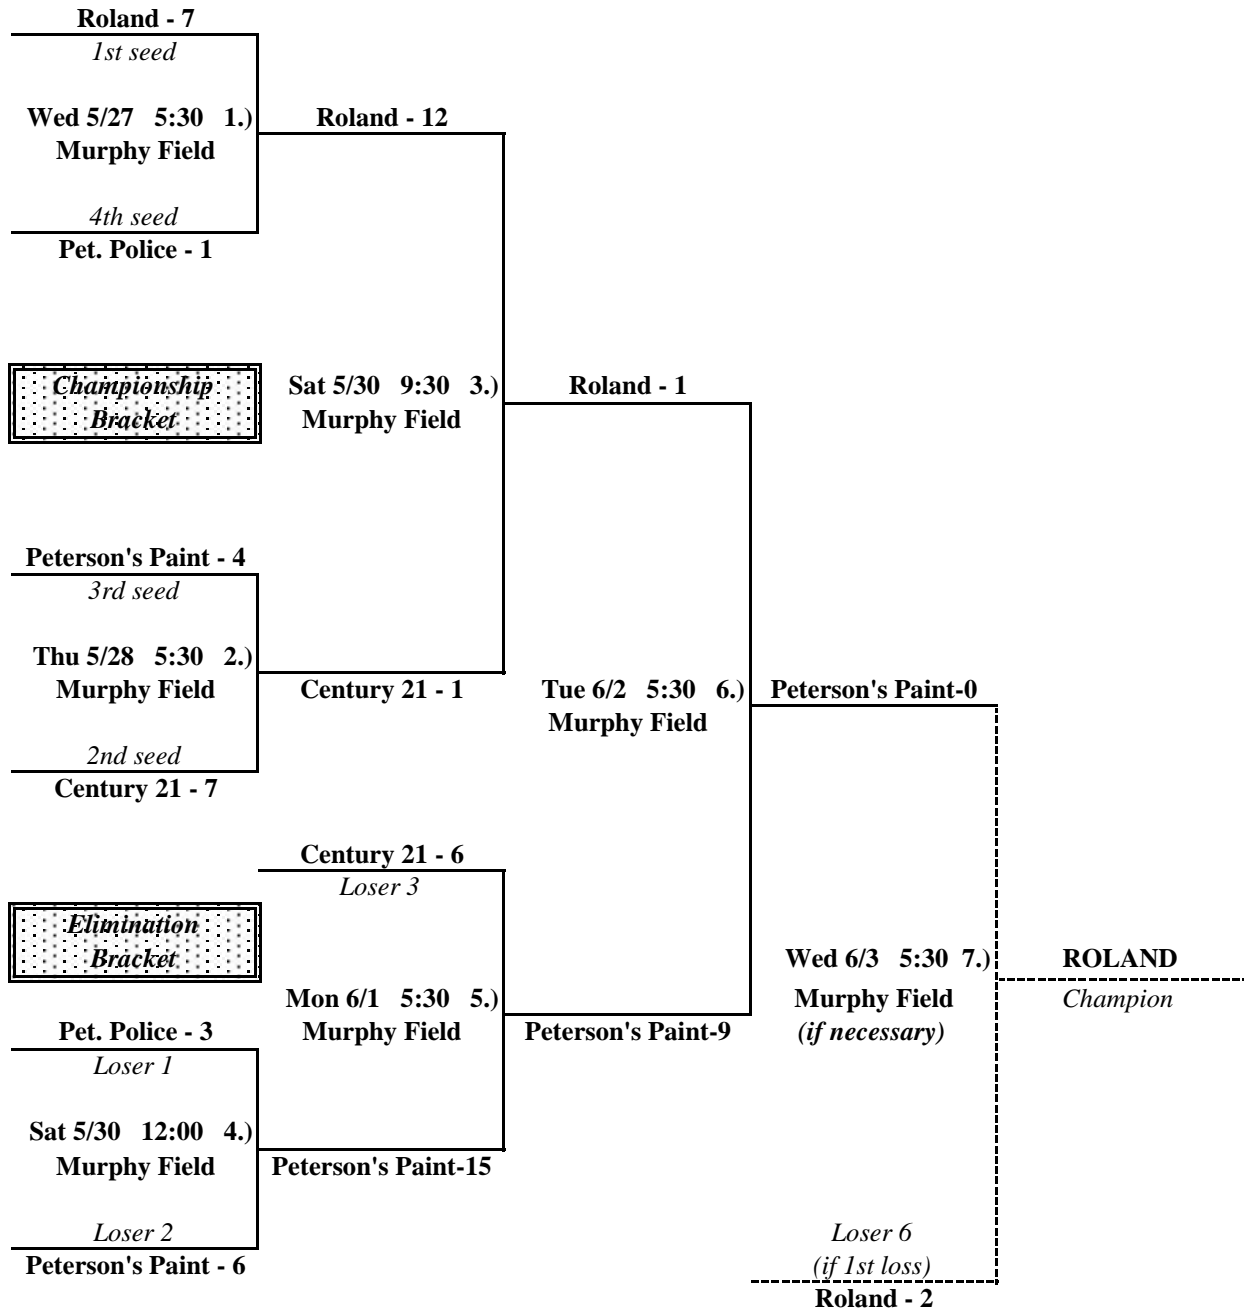 Roland - 7
1st seed
Wed 5/27 5:30 1.)
Murphy Field
Roland - 12
4th seed
Pet. Police - 1
Championship
Bracket
Sat 5/30 9:30 3.)
Murphy Field
Roland - 1
Peterson's Paint - 4
3rd seed
Thu 5/28 5:30 2.)
Murphy Field
Century 21 - 1
Tue 6/2 5:30 6.)
Murphy Field
Peterson's Paint-0
2nd seed
Century 21 - 7
Century 21 - 6
Loser 3
Elimination
Bracket
Mon 6/1 5:30 5.)
Murphy Field
Peterson's Paint-9
Wed 6/3 5:30 7.)
Murphy Field
(if necessary)
ROLAND
Champion
Pet. Police - 3
Loser 1
Sat 5/30 12:00 4.)
Murphy Field
Peterson's Paint-15
Loser 2
Peterson's Paint - 6
Loser 6
(if 1st loss)
Roland - 2